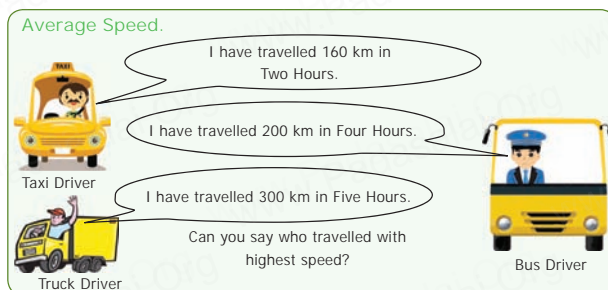 Average Speed.
TAXI
I have travelled 160 km in
Two Hours.
I have travelled 200 km in Four Hours.
Taxi Driver
I have travelled 300 km in Five Hours.
Can you say who travelled with
highest speed?
Bus Driver
Truck Driver